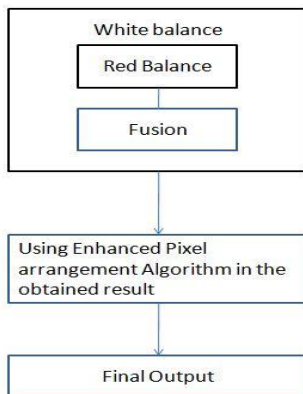 White balance
Red Balance
Fusion
Using Enhanced Pixel
arrangement Algorithm in the
obtained result
Final Output